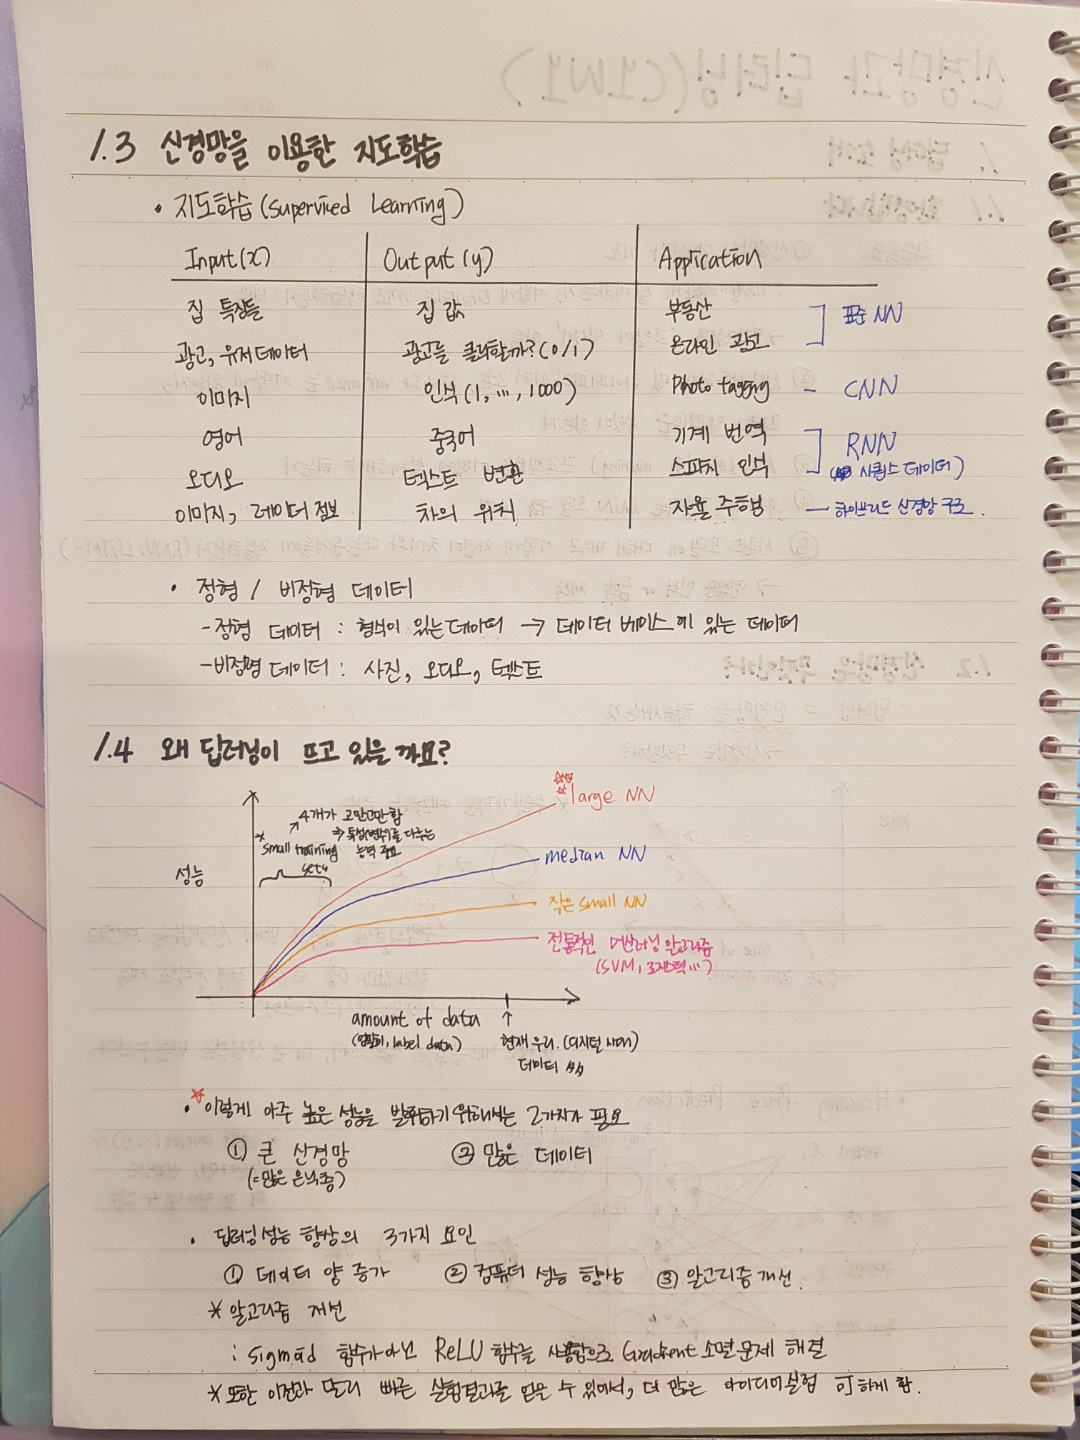 1.3 신경망을 이용한 지도학습
• 지도학습 (Supervised Learning)
Input(x) Output(y) Application
집 특징들 집 값 부동산 표준 NN
광고, 유저데이터 광고를 클릭할까? (0/1) 온라인 광고
이미지 인식 (1, ..., 1000) Photo tagging - CNN
영어 중국어 기계 번역 RNN
오디오 텍스트 변환 스피치 인식 (시퀀스 데이터)
이미지, 레이더 정보 차의 위치 자율 주행 - 하이브리드 신경망 구조.
• 정형 / 비정형 데이터
- 정형 데이터 : 형식이 있는 데이터 → 데이터 베이스에 있는 데이터
- 비정형 데이터 : 사진, 오디오, 텍스트
1.4 왜 딥러닝이 뜨고 있을까요?
large NN
↗ 4개가 고만고만함
⇒ 특성(변수)를 다루는
능력 중요
* small training
sets
median NN
성능
작은 small NN
전통적인 머신러닝 알고리즘
(SVM, 로지스틱...)
amount of data ↑
(정확히, label data) 현재 우리. (디지털 시대)
데이터
• ☆ 이렇게 아주 높은 성능을 발휘하기 위해서는 2가지가 필요
① 큰 신경망 ② 많은 데이터
(=많은 은닉층)
• 딥러닝 성능 향상의 3가지 요인
① 데이터 양 증가 ② 컴퓨터 성능 향상 ③ 알고리즘 개선.
* 알고리즘 개선
: sigmoid 함수가 아닌 ReLU 함수를 사용함으로 Gradient 소멸 문제 해결
* 또한 이전과 달리 빠른 실험결과를 얻을 수 있어서, 더 많은 아이디어 실험 可하게 함.